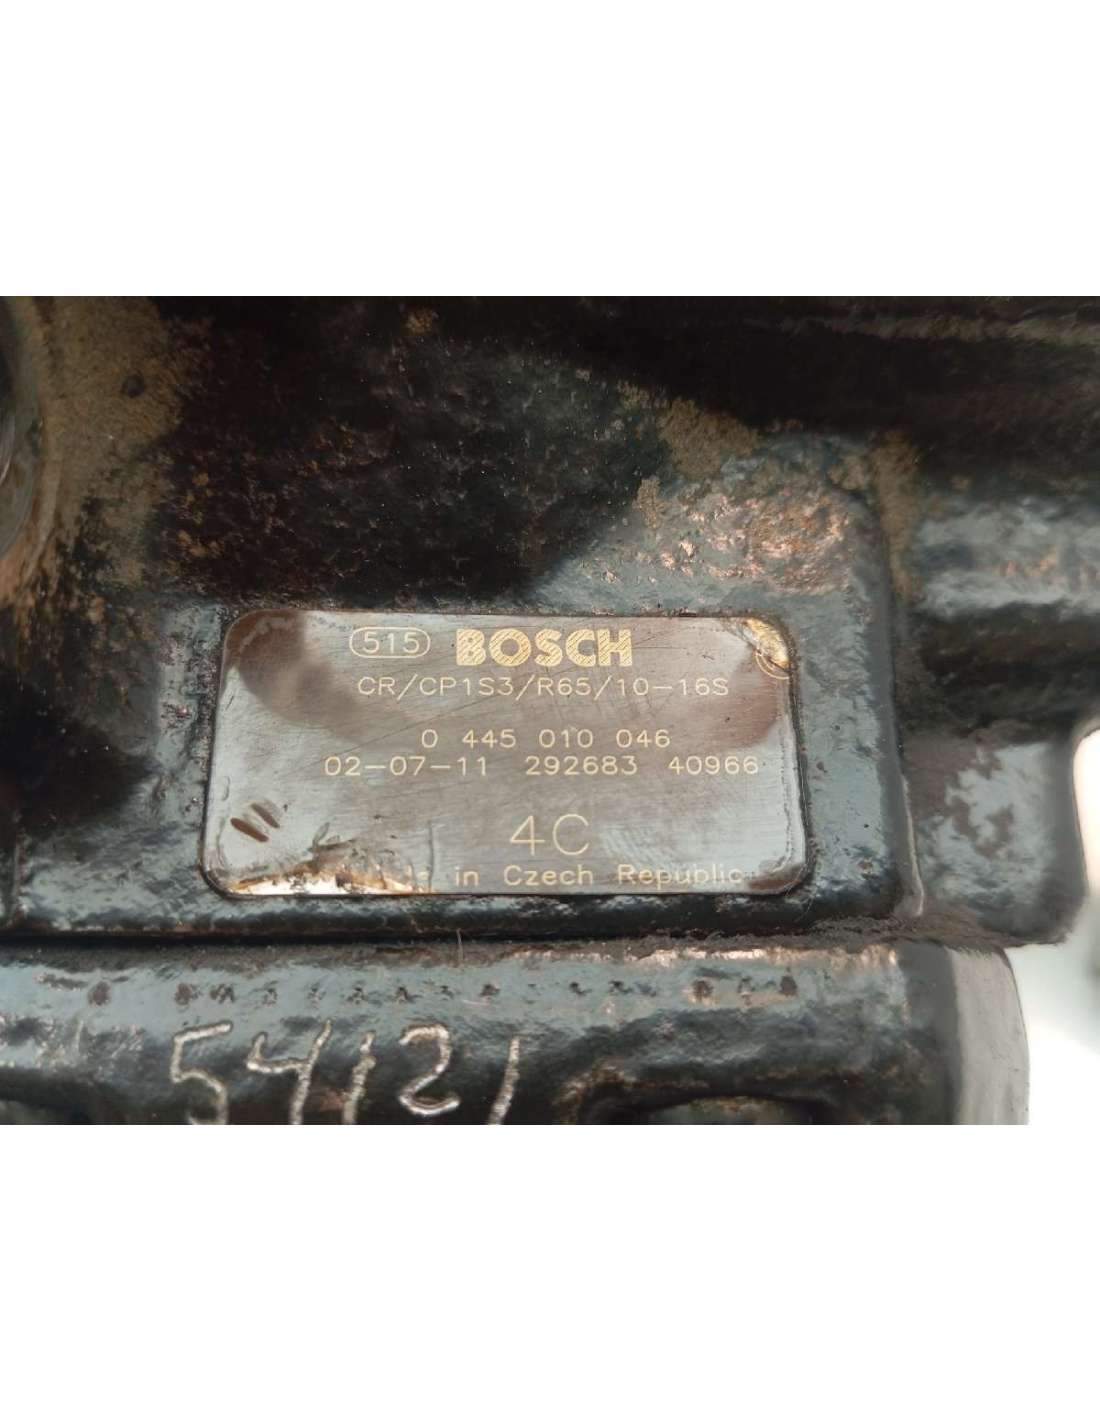 515 BOSCH
CR/CP1S3/R65/10-16S
0 445 010 046
02-07-11 292683 40966
4C
in Czech Republic
54121